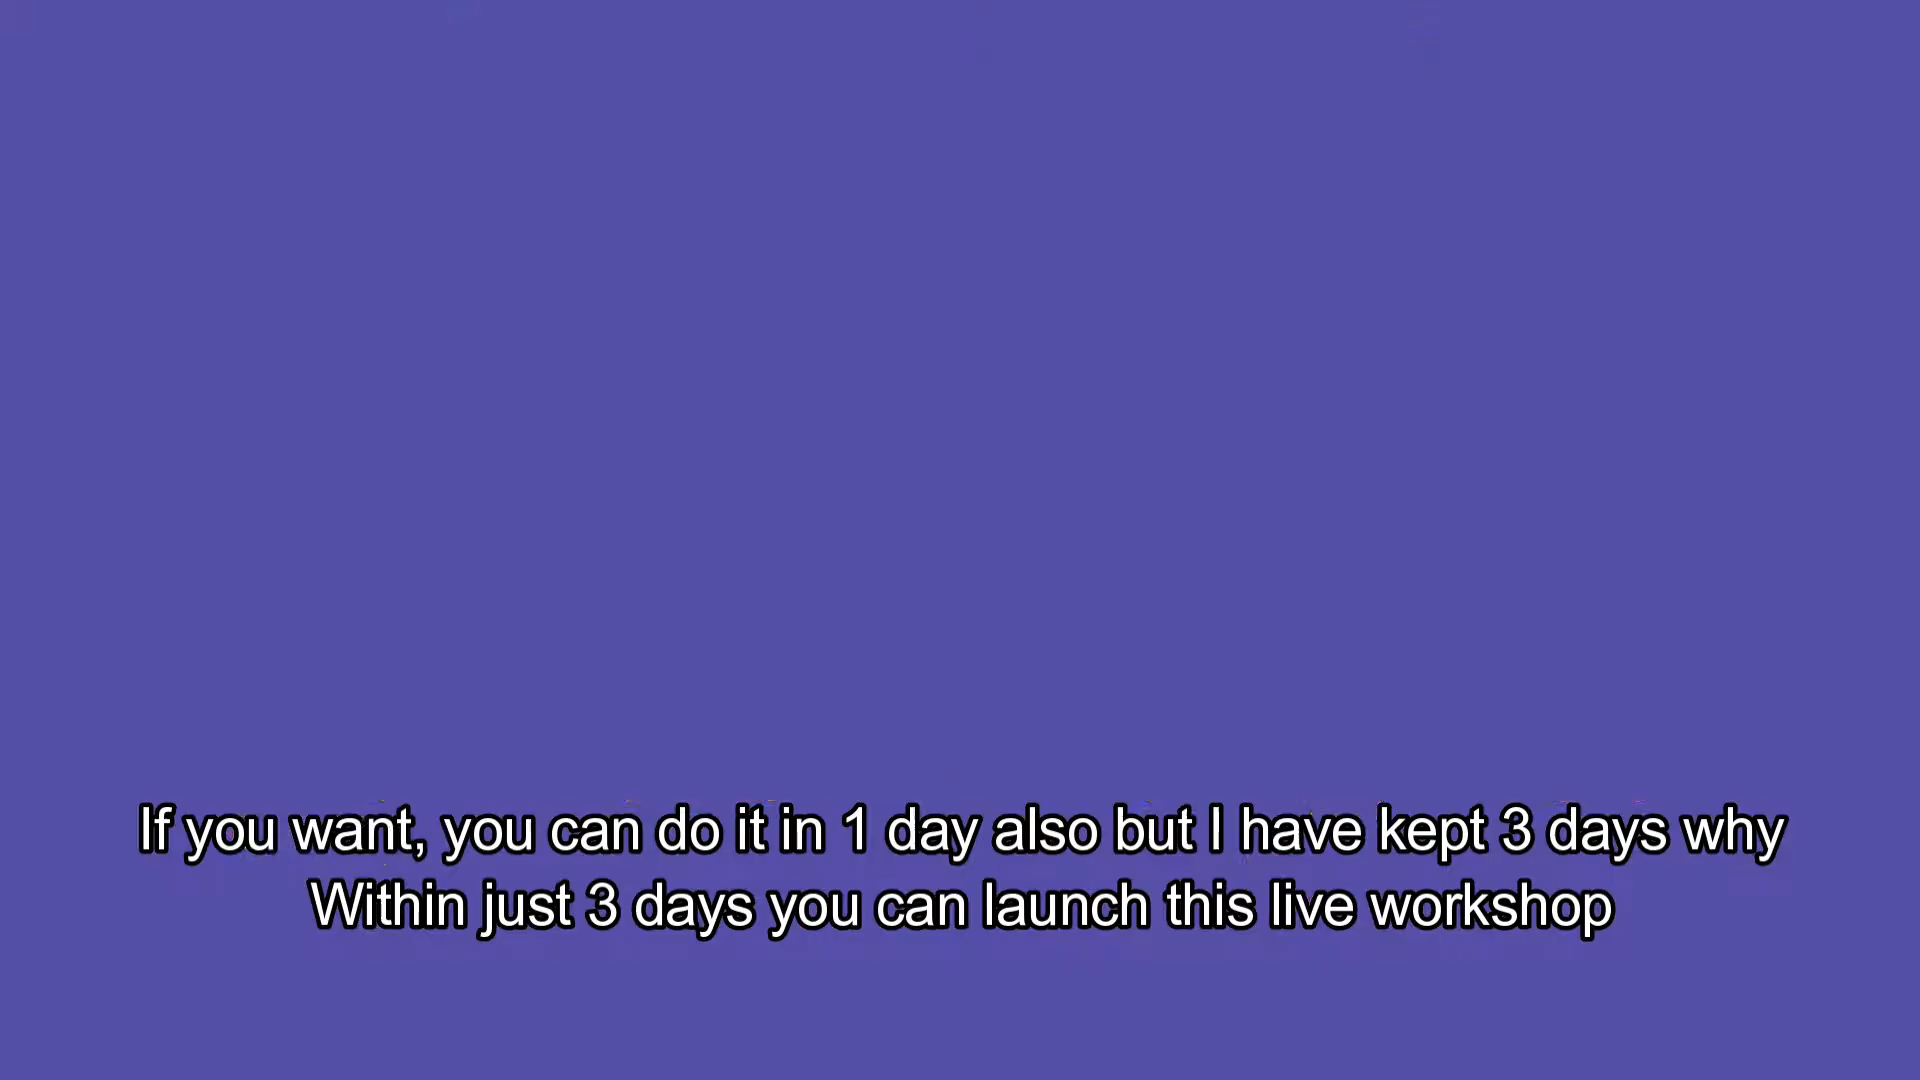 If you want, you can do it in 1 day also but I have kept 3 days why
Within just 3 days you can launch this live workshop